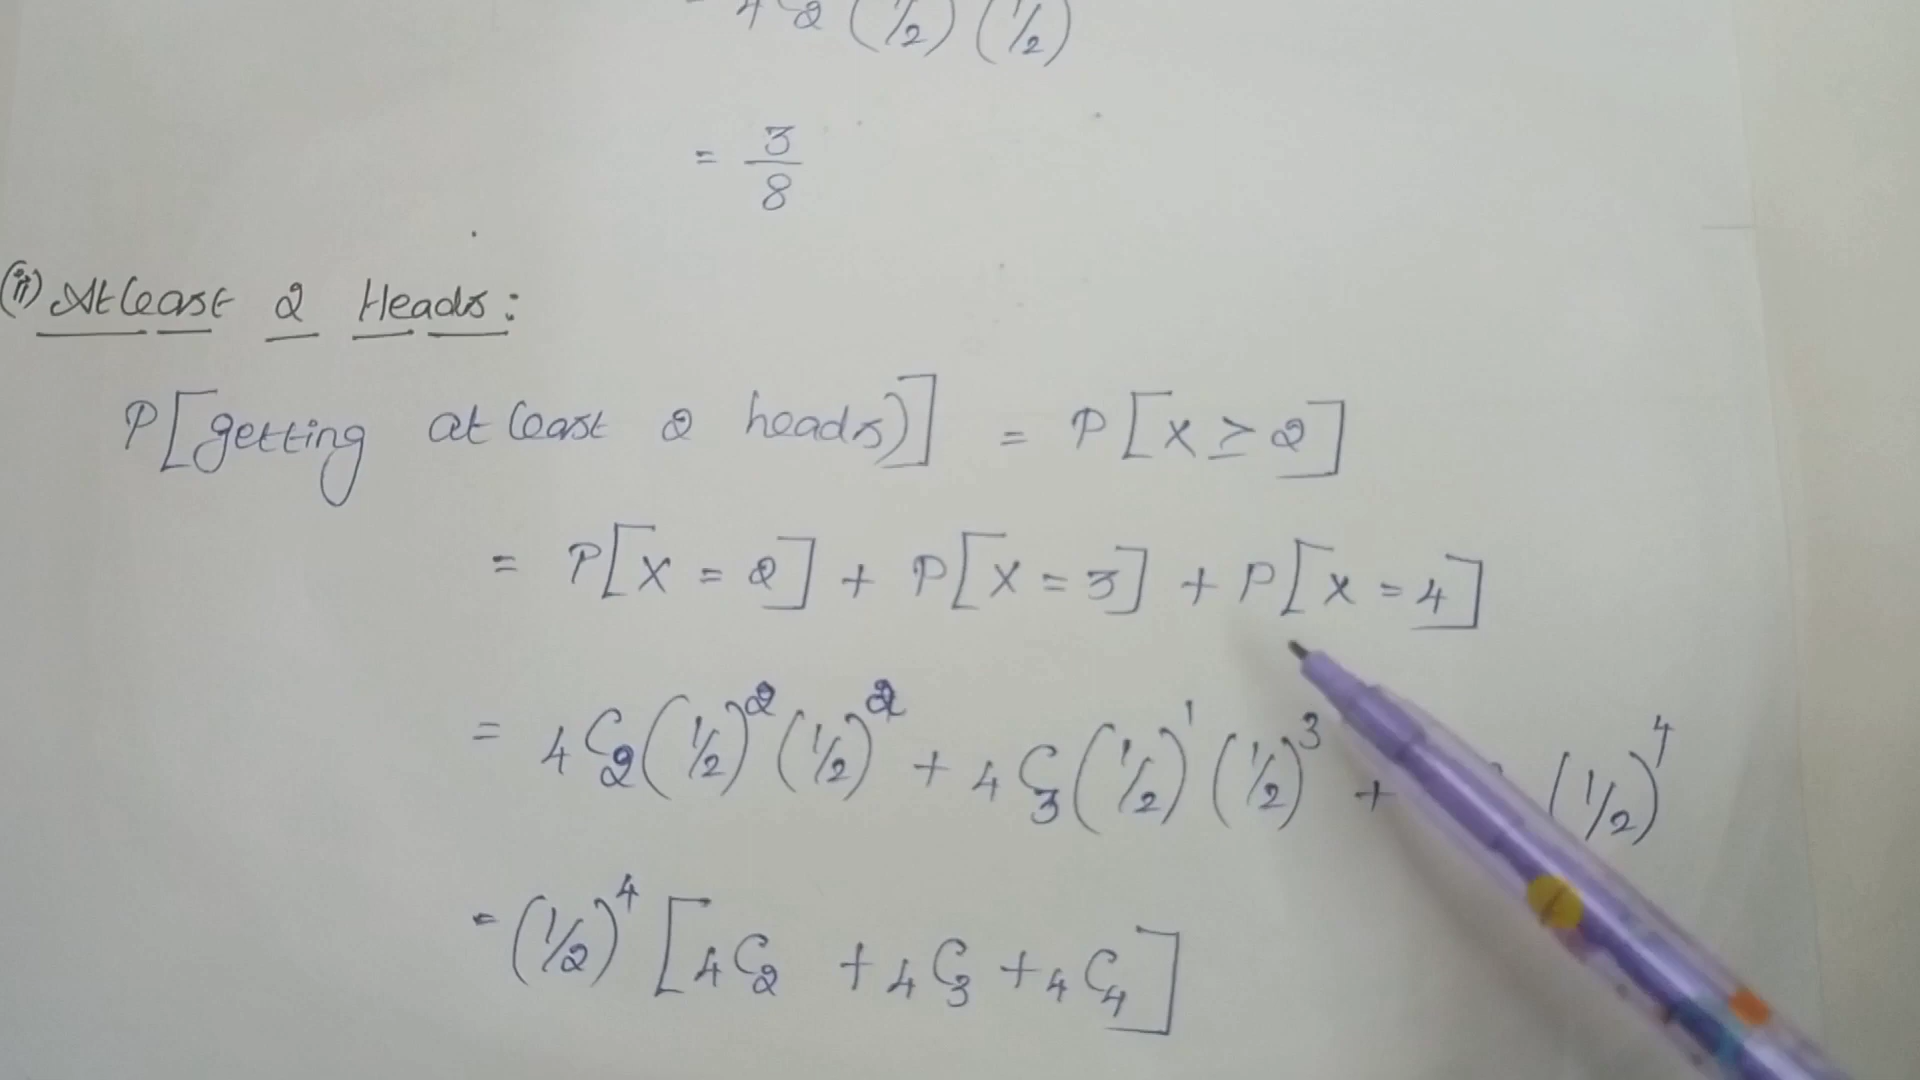 4C₂ (1/2) (1/2)
= 3/8
(ii) Atleast 2 Heads:
P[getting at least 2 heads)] = P[X ≥ 2]
= P[X = 2] + P[X = 3] + P[X = 4]
= 4C₂(1/2)²(1/2)² + 4C₃(1/2)¹(1/2)³ + (1/2)⁴
= (1/2)⁴ [4C₂ + 4C₃ + 4C₄]